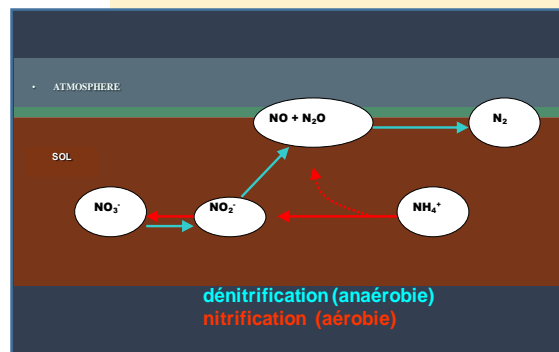 • ATMOSPHERE
NO + N₂O
N₂
SOL
NO₃⁻
NO₂⁻
NH₄⁺
dénitrification (anaérobie)
nitrification (aérobie)